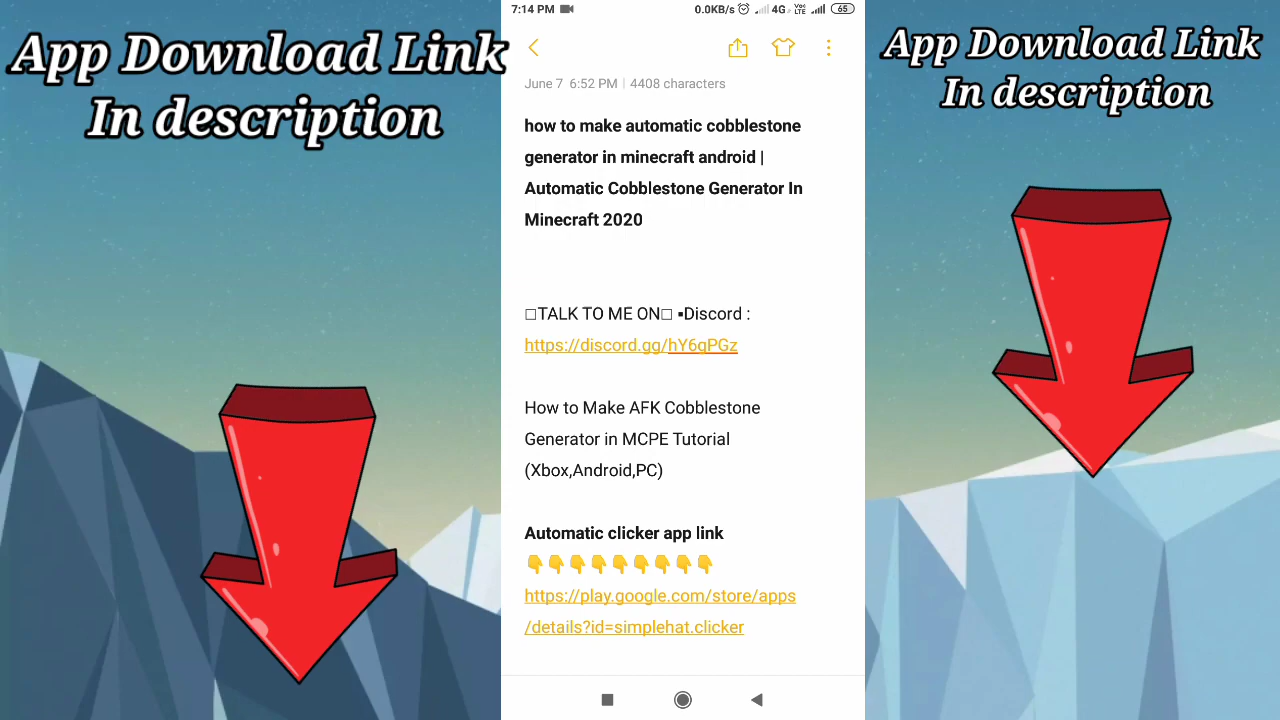 App Download Link
In description
7:14 PM
0.0KB/s
4G
Vo
LTE
65
June 7 6:52 PM | 4408 characters
how to make automatic cobblestone
generator in minecraft android |
Automatic Cobblestone Generator In
Minecraft 2020
□TALK TO ME ON□ ▪Discord :
https://discord.gg/hY6qPGz
How to Make AFK Cobblestone
Generator in MCPE Tutorial
(Xbox,Android,PC)
Automatic clicker app link
👇👇👇👇👇👇👇👇👇
https://play.google.com/store/apps
/details?id=simplehat.clicker
App Download Link
In description